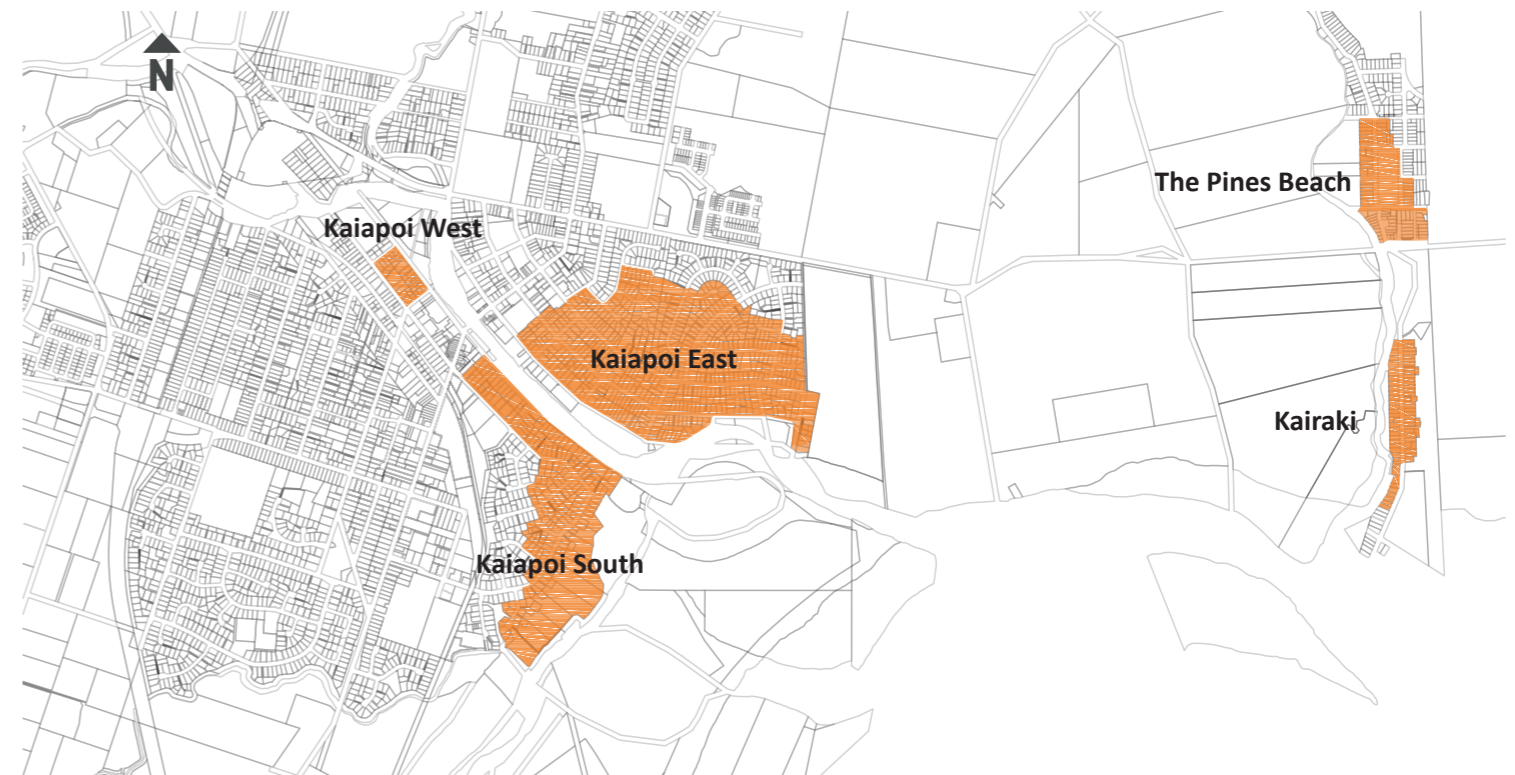 N
The Pines Beach
Kaiapoi West
Kaiapoi East
Kairaki
Kaiapoi South